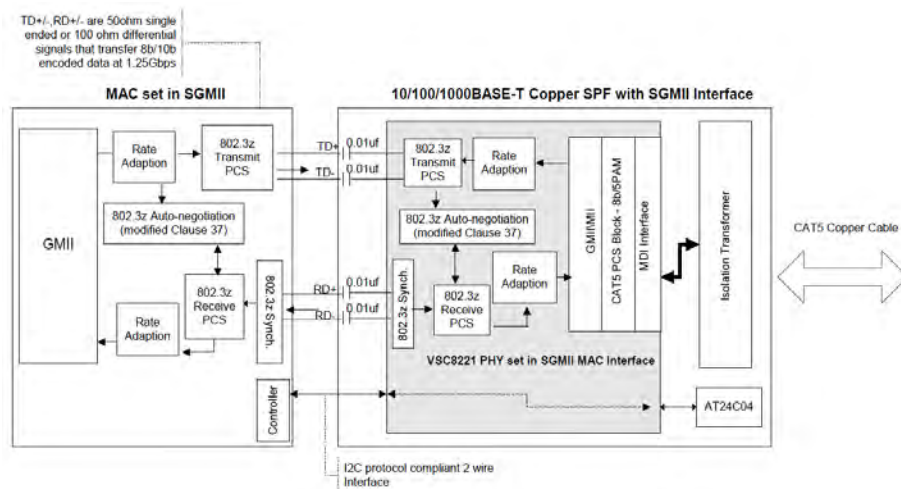 TD+/-,RD+/- are 50ohm single
ended or 100 ohm differential
signals that transfer 8b/10b
encoded data at 1.25Gbps
MAC set in SGMII
10/100/1000BASE-T Copper SPF with SGMII Interface
GMII
Rate
Adaption
802.3z
Transmit
PCS
802.3z Auto-negotiation
(modified Clause 37)
802.3z
Receive
PCS
Rate
Adaption
802.3z Synch.
Controller
TD+
0.01uf
TD-
0.01uf
RD+
0.01uf
RD-
0.01uf
802.3z
Transmit
PCS
Rate
Adaption
802.3z Auto-negotiation
(modified Clause 37)
802.3z Synch.
802.3z
Receive
PCS
Rate
Adaption
GMII\MII
CAT5 PCS Block - 8b/5PAM
MDI Interface
VSC8221 PHY set in SGMII MAC Interface
Isolation Transformer
CAT5 Copper Cable
AT24C04
I2C protocol compliant 2 wire
Interface